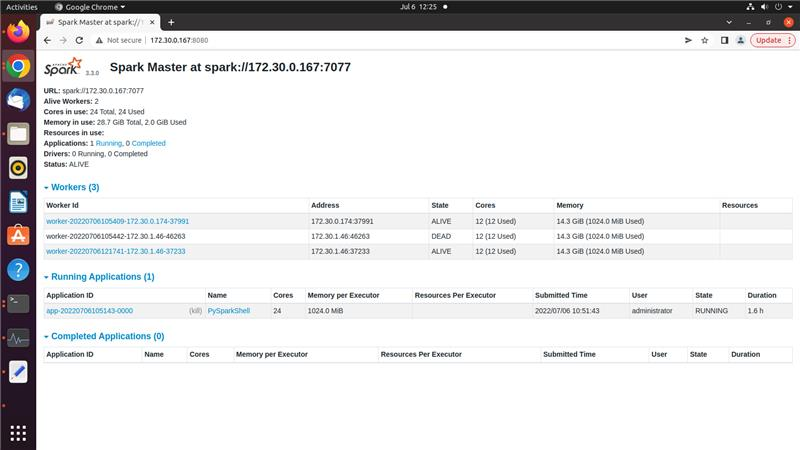 Activities Google Chrome Jul 6 12:25
Spark Master at spark://1
Not secure 172.30.0.167:8080 Update
APACHE Spark 3.3.0 Spark Master at spark://172.30.0.167:7077
URL: spark://172.30.0.167:7077
Alive Workers: 2
Cores in use: 24 Total, 24 Used
Memory in use: 28.7 GiB Total, 2.0 GiB Used
Resources in use:
Applications: 1 Running, 0 Completed
Drivers: 0 Running, 0 Completed
Status: ALIVE
Workers (3)
Worker Id Address State Cores Memory Resources
worker-20220706105409-172.30.0.174-37991 172.30.0.174:37991 ALIVE 12 (12 Used) 14.3 GiB (1024.0 MiB Used)
worker-20220706105442-172.30.1.46-46263 172.30.1.46:46263 DEAD 12 (12 Used) 14.3 GiB (1024.0 MiB Used)
worker-20220706121741-172.30.1.46-37233 172.30.1.46:37233 ALIVE 12 (12 Used) 14.3 GiB (1024.0 MiB Used)
Running Applications (1)
Application ID Name Cores Memory per Executor Resources Per Executor Submitted Time User State Duration
app-20220706105143-0000 (kill) PySparkShell 24 1024.0 MiB 2022/07/06 10:51:43 administrator RUNNING 1.6 h
Completed Applications (0)
Application ID Name Cores Memory per Executor Resources Per Executor Submitted Time User State Duration